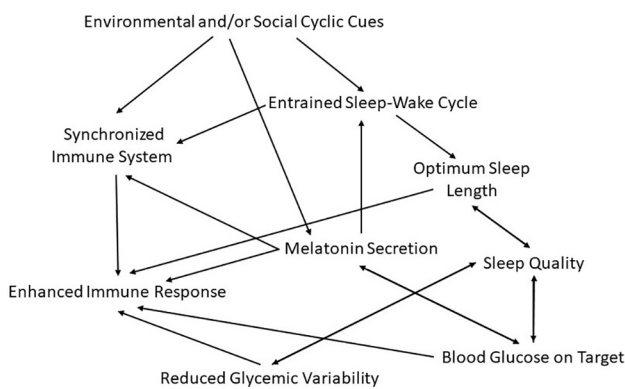 Environmental and/or Social Cyclic Cues
Entrained Sleep-Wake Cycle
Synchronized
Immune System
Optimum Sleep
Length
Melatonin Secretion
Sleep Quality
Enhanced Immune Response
Blood Glucose on Target
Reduced Glycemic Variability